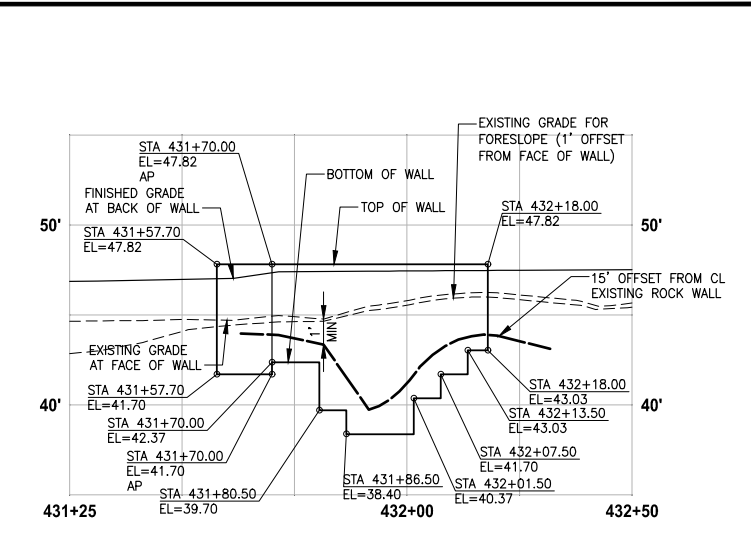 EXISTING GRADE FOR
FORESLOPE (1' OFFSET
FROM FACE OF WALL)
STA 431+70.00
EL=47.82
AP
BOTTOM OF WALL
FINISHED GRADE
AT BACK OF WALL
TOP OF WALL
STA 432+18.00
EL=47.82
50'
STA 431+57.70
EL=47.82
50'
15' OFFSET FROM CL
EXISTING ROCK WALL
1'
MIN
EXISTING GRADE
AT FACE OF WALL
STA 431+57.70
EL=41.70
STA 432+18.00
EL=43.03
40'
40'
STA 432+13.50
EL=43.03
STA 431+70.00
EL=42.37
STA 432+07.50
EL=41.70
STA 431+70.00
EL=41.70
AP
STA 431+86.50
EL=38.40
STA 432+01.50
EL=40.37
STA 431+80.50
EL=39.70
431+25
432+00
432+50